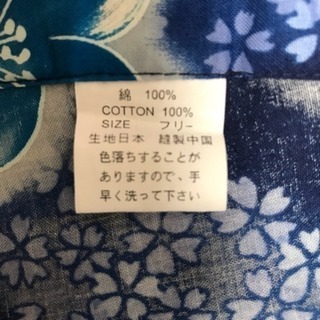 綿 100%
COTTON 100%
SIZE フリー
生地日本 縫製中国
色落ちすることが
ありますので、手
早く洗って下さい